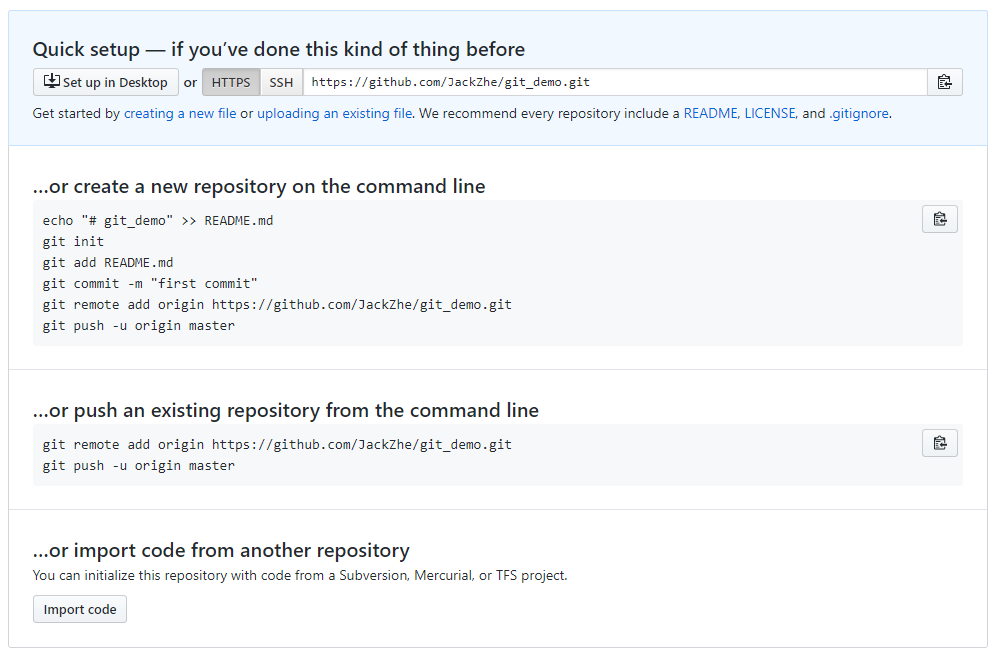 Quick setup — if you've done this kind of thing before
Set up in Desktop or HTTPS SSH https://github.com/JackZhe/git_demo.git
Get started by creating a new file or uploading an existing file. We recommend every repository include a README, LICENSE, and .gitignore.
…or create a new repository on the command line
echo "# git_demo" >> README.md
git init
git add README.md
git commit -m "first commit"
git remote add origin https://github.com/JackZhe/git_demo.git
git push -u origin master
…or push an existing repository from the command line
git remote add origin https://github.com/JackZhe/git_demo.git
git push -u origin master
…or import code from another repository
You can initialize this repository with code from a Subversion, Mercurial, or TFS project.
Import code